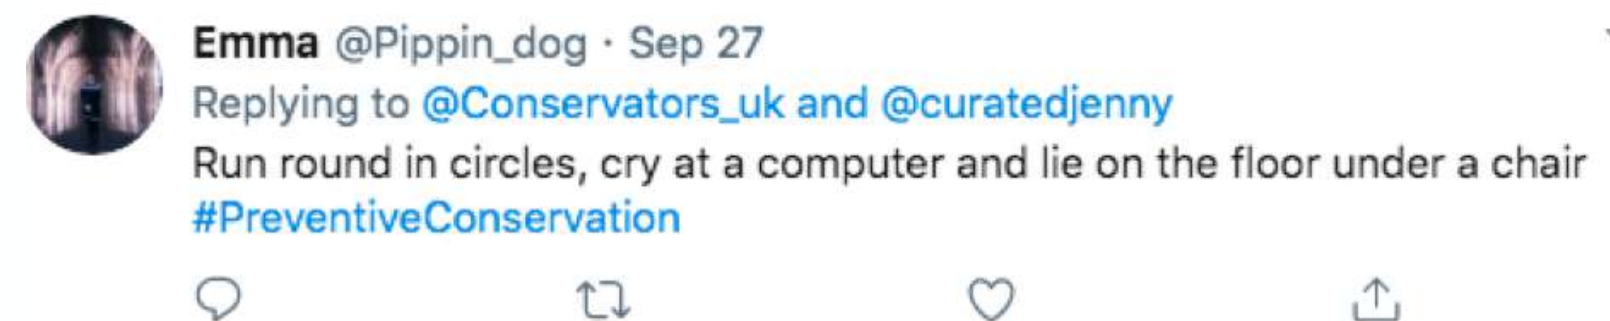 Emma @Pippin_dog · Sep 27
Replying to @Conservators_uk and @curatedjenny
Run round in circles, cry at a computer and lie on the floor under a chair
#PreventiveConservation